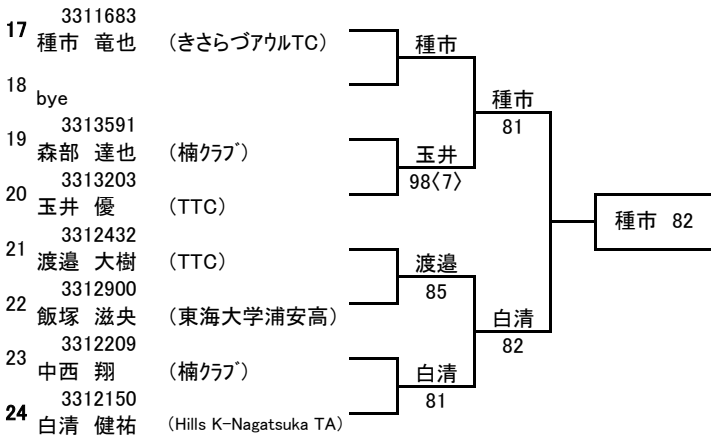 3311683
17 種市 竜也 (きさらづアウルTC)
18 bye
3313591
19 森部 達也 (楠クラブ)
3313203
20 玉井 優 (TTC)
3312432
21 渡邉 大樹 (TTC)
3312900
22 飯塚 滋央 (東海大学浦安高)
3312209
23 中西 翔 (楠クラブ)
3312150
24 白清 健祐 (Hills K-Nagatsuka TA)
種市
玉井
98〈7〉
渡邉
85
白清
81
種市
81
白清
82
種市 82